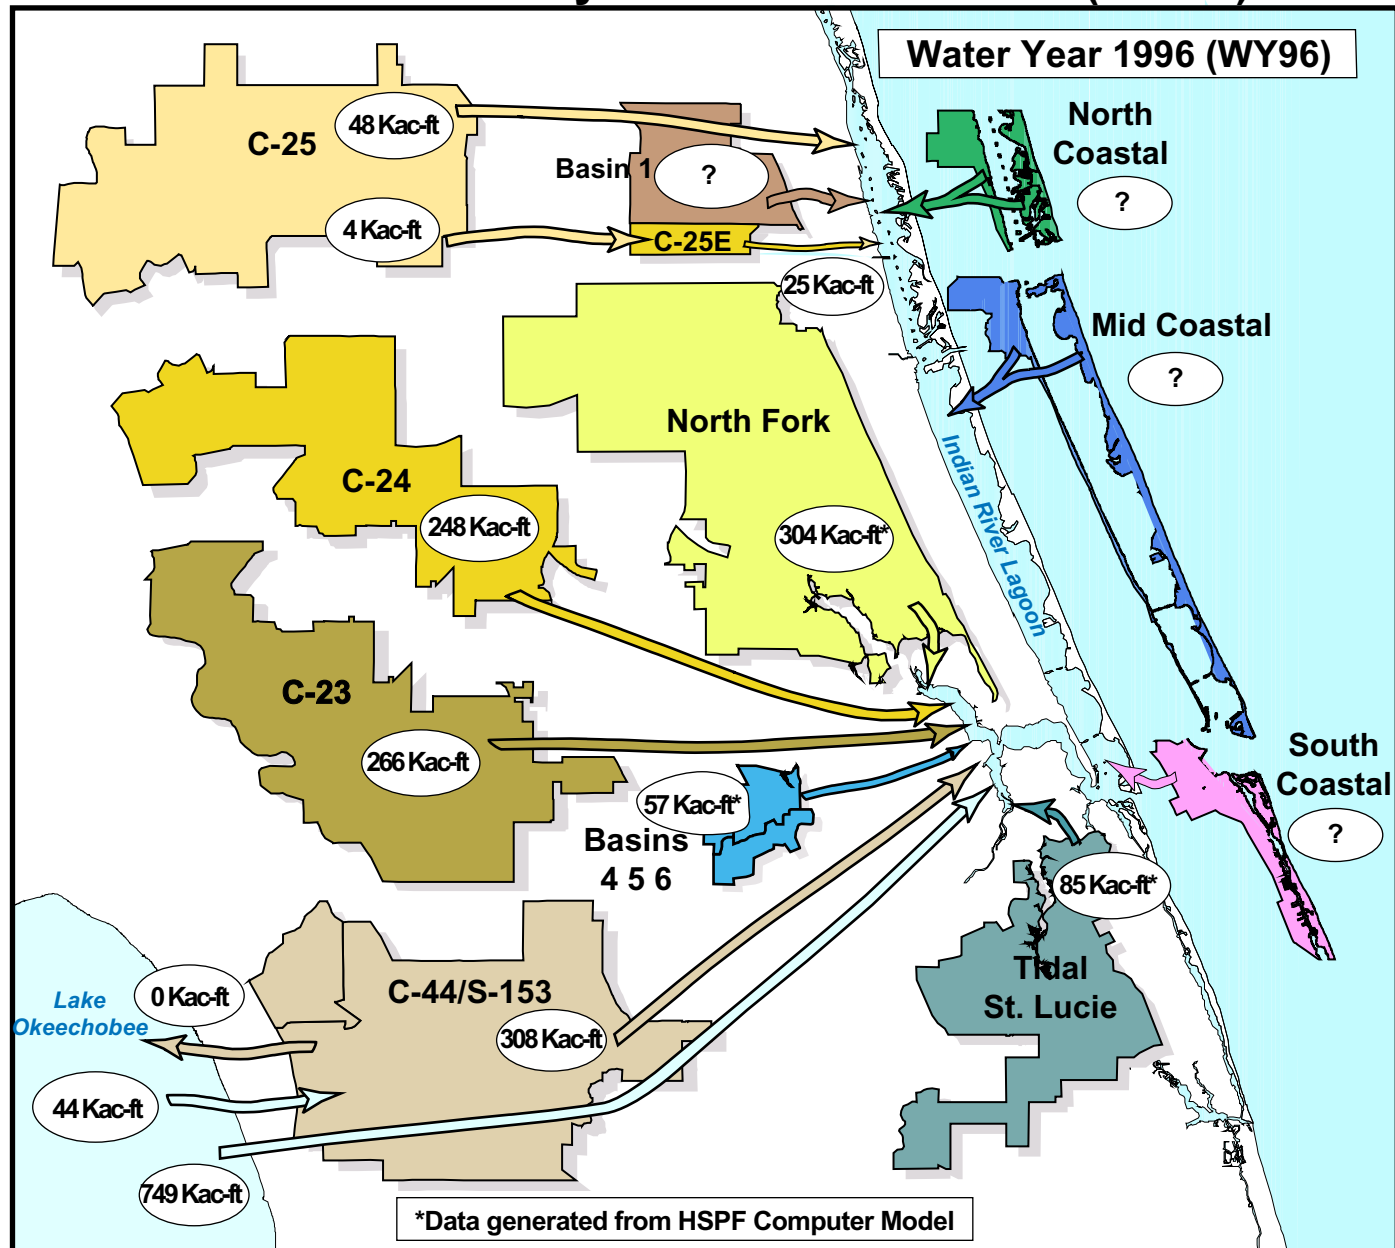 Water Year 1996 (WY96)
48 Kac-ft
C-25
4 Kac-ft
Basin 1
?
C-25E
25 Kac-ft
North
Coastal
?
Mid Coastal
?
North Fork
304 Kac-ft*
C-24
248 Kac-ft
Indian River Lagoon
C-23
266 Kac-ft
57 Kac-ft*
Basins
4 5 6
South
Coastal
?
85 Kac-ft*
Tidal
St. Lucie
C-44/S-153
308 Kac-ft
0 Kac-ft
Lake
Okeechobee
44 Kac-ft
749 Kac-ft
*Data generated from HSPF Computer Model